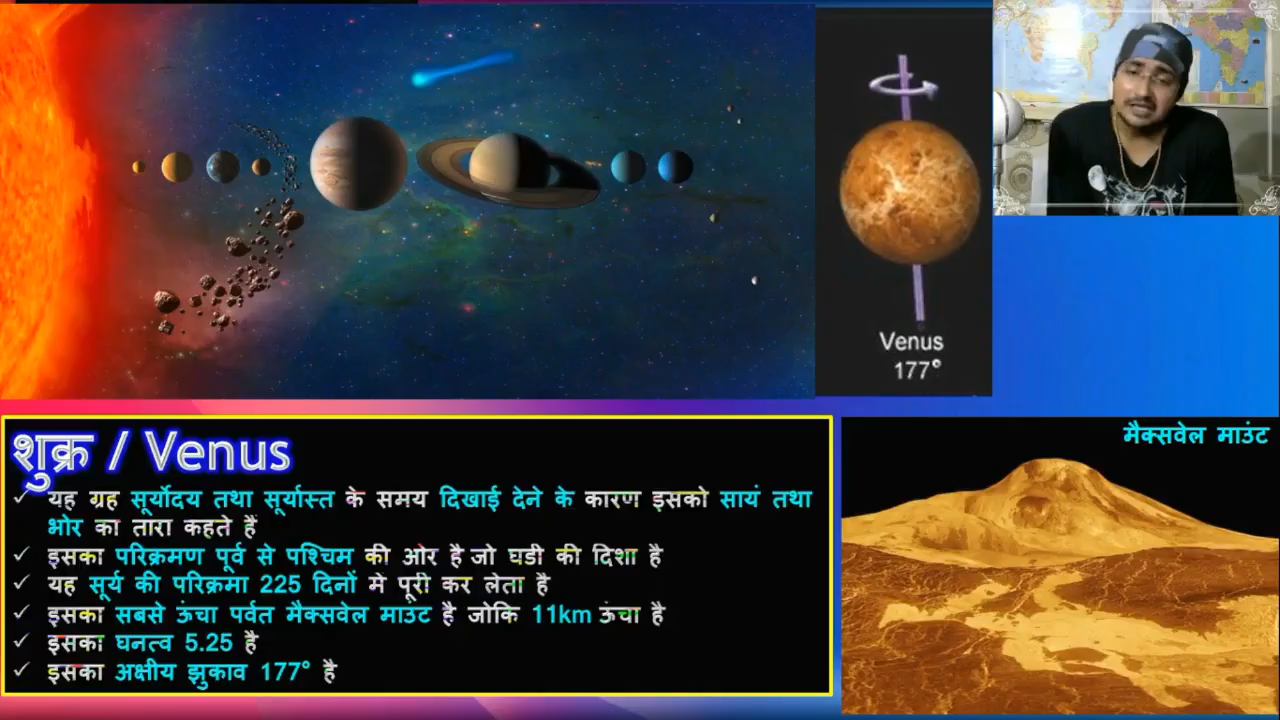 Venus
177°
शुक्र / Venus
✓ यह ग्रह सूर्योदय तथा सूर्यास्त के समय दिखाई देने के कारण इसको सायं तथा
भोर का तारा कहते हैं
✓ इसका परिक्रमण पूर्व से पश्चिम की ओर है जो घडी की दिशा है
✓ यह सूर्य की परिक्रमा 225 दिनों मे पूरी कर लेता है
✓ इसका सबसे ऊंचा पर्वत मैक्सवेल माउंट है जोकि 11km ऊंचा है
✓ इसका घनत्व 5.25 है
✓ इसका अक्षीय झुकाव 177° है
मैक्सवेल माउंट